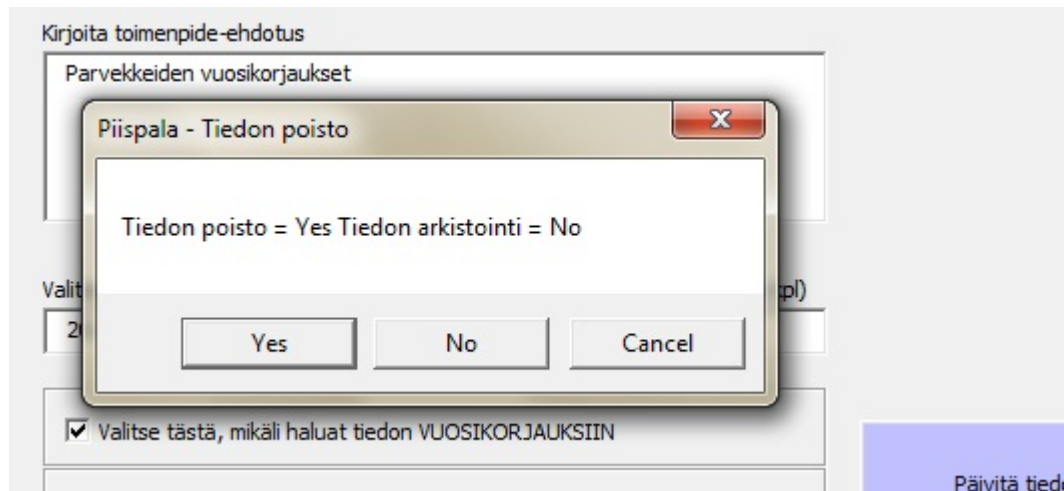 Kirjoita toimenpide-ehdotus
Parvekkeiden vuosikorjaukset
Piispala - Tiedon poisto
Tiedon poisto = Yes Tiedon arkistointi = No
Yes
No
Cancel
Valitse tästä, mikäli haluat tiedon VUOSIKORJAUKSIIN
Päivitä